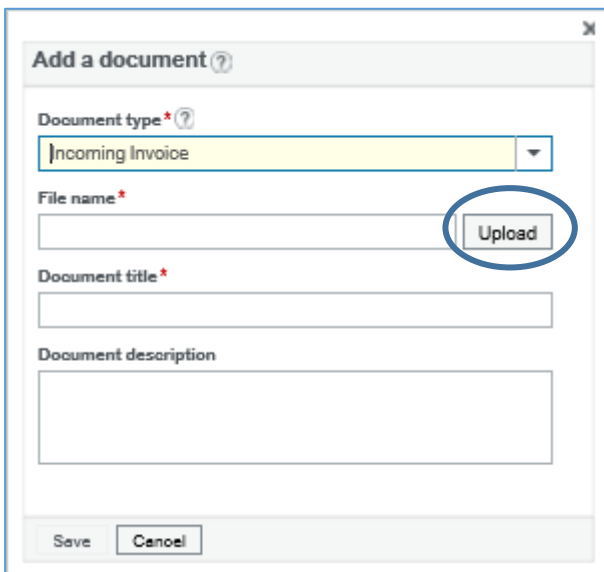 Add a document ?
Document type * ?
Incoming Invoice
File name *
Upload
Document title *
Document description
Save Cancel